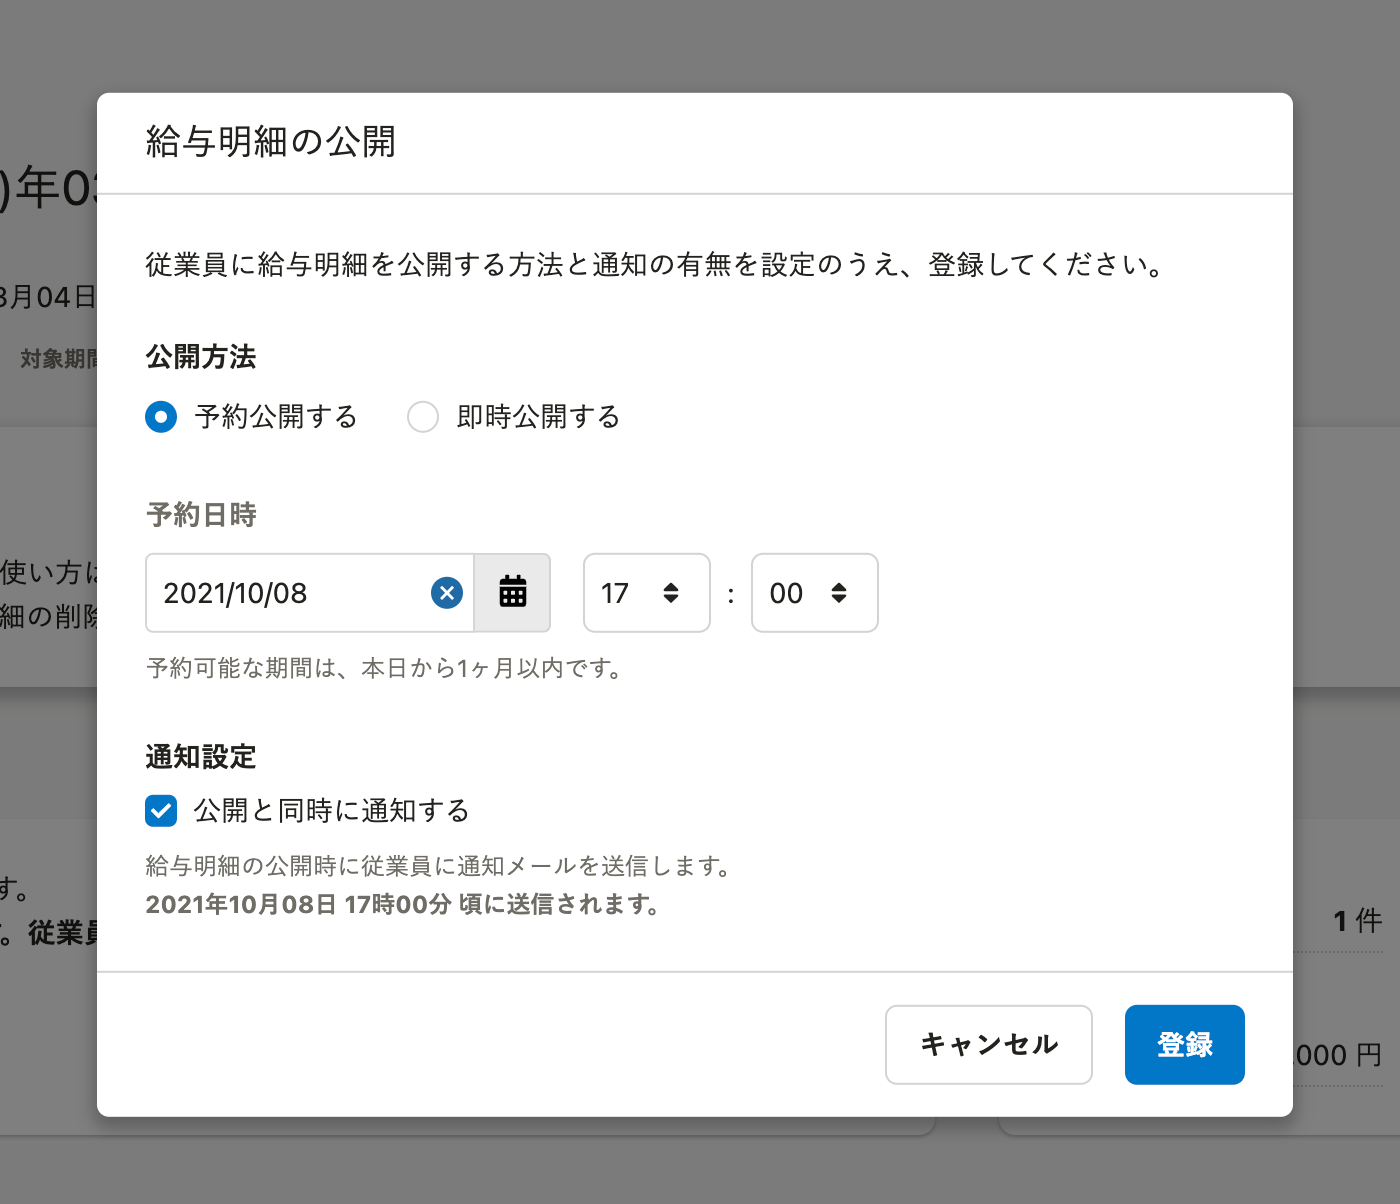 給与明細の公開
)年03
3月04日
対象期間
従業員に給与明細を公開する方法と通知の有無を設定のうえ、登録してください。
公開方法
予約公開する 即時公開する
予約日時
2021/10/08 17 : 00
使い方は
細の削除
予約可能な期間は、本日から1ヶ月以内です。
通知設定
公開と同時に通知する
給与明細の公開時に従業員に通知メールを送信します。
2021年10月08日 17時00分 頃に送信されます。
す。
。従業員
1 件
キャンセル 登録
000 円